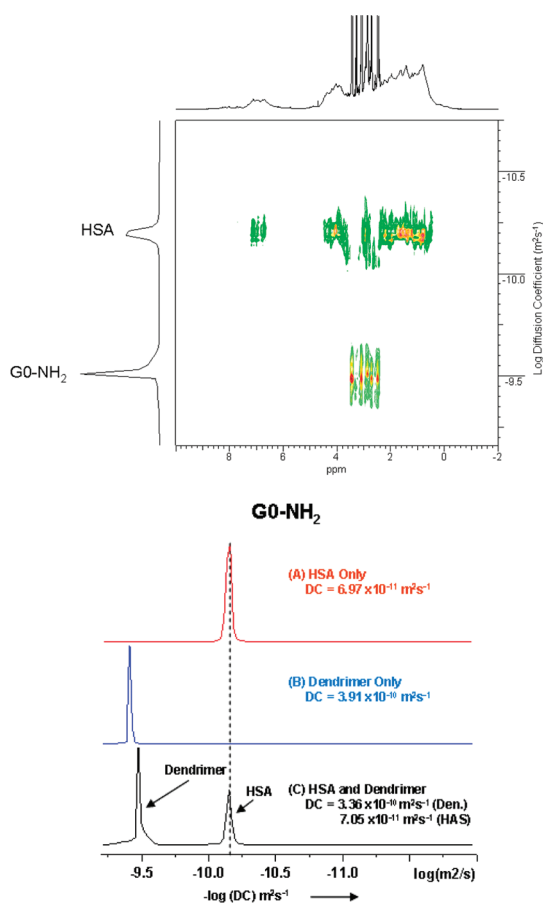 HSA
G0-NH2
-10.5
-10.0
-9.5
Log Diffusion Coefficient (m²s⁻¹)
8 6 4 2 0 -2
ppm
G0-NH2
(A) HSA Only
DC = 6.97 x10⁻¹¹ m²s⁻¹
(B) Dendrimer Only
DC = 3.91 x10⁻¹⁰ m²s⁻¹
Dendrimer
HSA
(C) HSA and Dendrimer
DC = 3.36 x10⁻¹⁰ m²s⁻¹ (Den.)
7.05 x10⁻¹¹ m²s⁻¹ (HAS)
-9.5 -10.0 -10.5 -11.0 log(m2/s)
-log (DC) m²s⁻¹